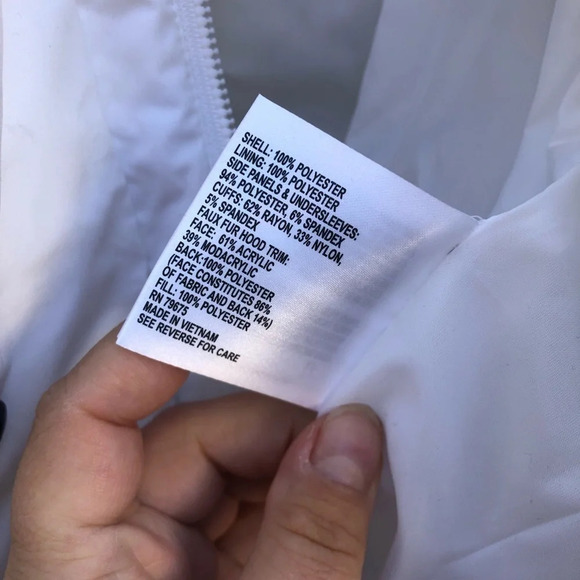 SHELL: 100% POLYESTER
LINING: 100% POLYESTER
SIDE PANELS & UNDERSLEEVES:
94% POLYESTER, 6% SPANDEX
CUFFS: 62% RAYON, 33% NYLON,
5% SPANDEX
FAUX FUR HOOD TRIM:
FACE: 61% ACRYLIC
39% MODACRYLIC
BACK:100% POLYESTER
(FACE CONSTITUTES 86%
OF FABRIC AND BACK 14%)
FILL: 100% POLYESTER
RN 79675
MADE IN VIETNAM
SEE REVERSE FOR CARE